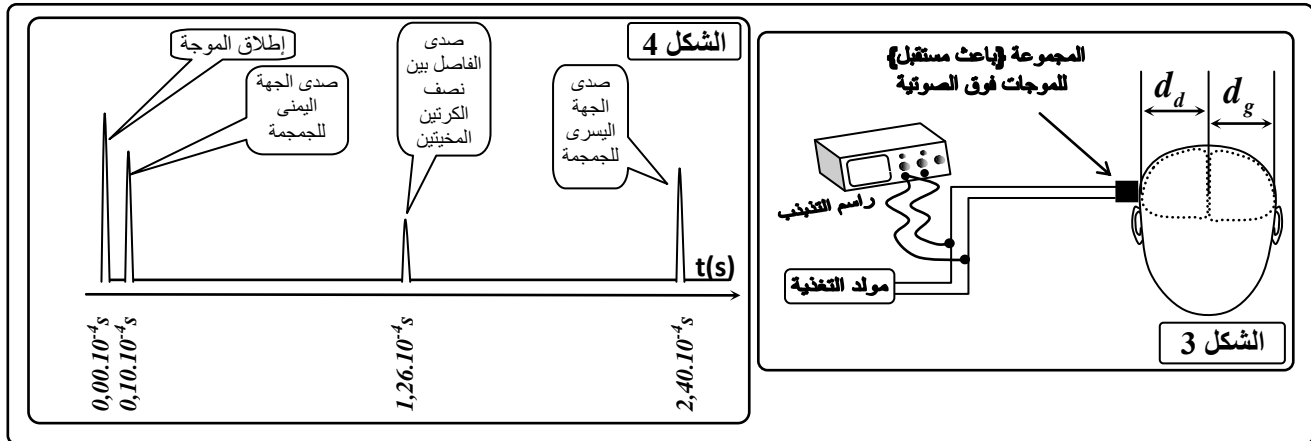 الشكل 4
إطلاق الموجة
صدى الجهة
اليمنى
للجمجمة
صدى
الفاصل بين
نصف
الكرتين
المخيتين
صدى
الجهة
اليسرى
للجمجمة
t(s)
0,00.10⁻⁴s
0,10.10⁻⁴s
1,26.10⁻⁴s
2,40.10⁻⁴s
المجموعة {باعث مستقبل}
للموجات فوق الصوتية
d_d
d_g
راسم التذبذب
مولد التغذية
الشكل 3